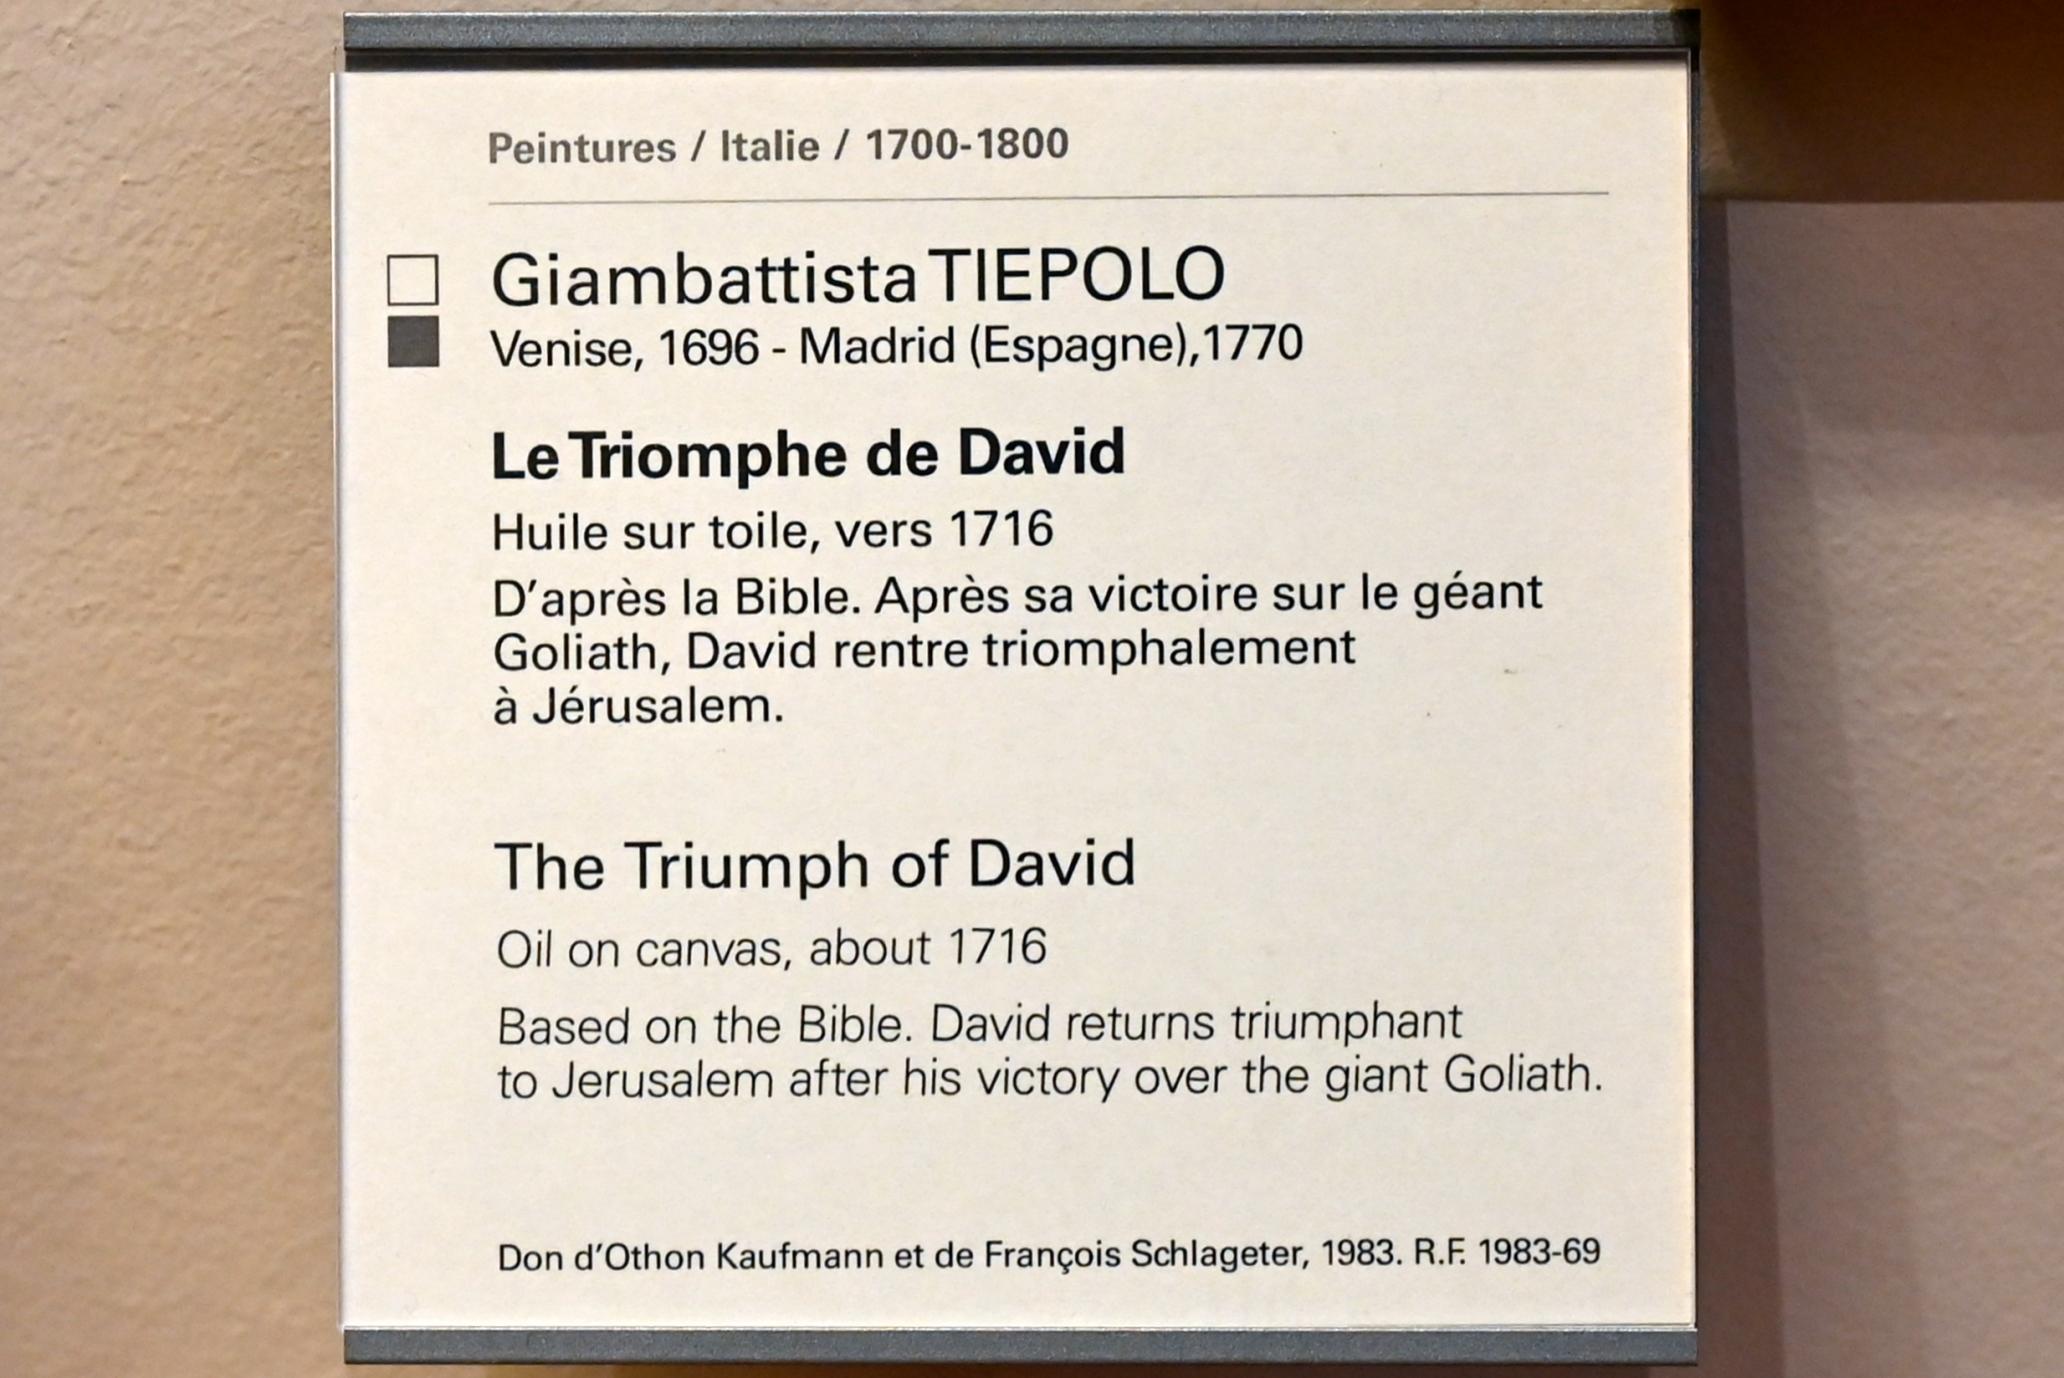 Peintures / Italie / 1700-1800
Giambattista TIEPOLO
Venise, 1696 - Madrid (Espagne),1770
Le Triomphe de David
Huile sur toile, vers 1716
D'après la Bible. Après sa victoire sur le géant
Goliath, David rentre triomphalement
à Jérusalem.
The Triumph of David
Oil on canvas, about 1716
Based on the Bible. David returns triumphant
to Jerusalem after his victory over the giant Goliath.
Don d'Othon Kaufmann et de François Schlageter, 1983. R.F. 1983-69